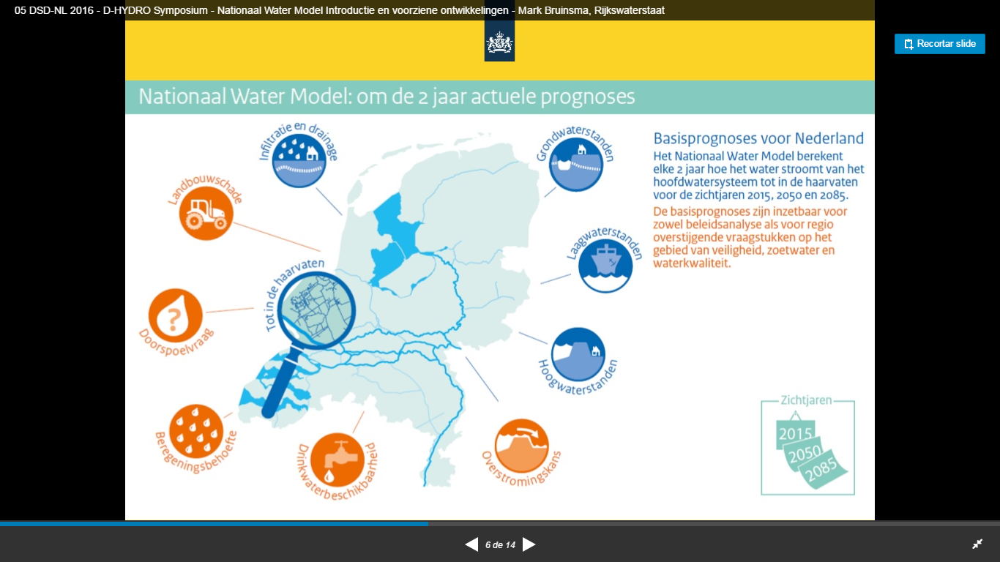 05 DSD-NL 2016 - D-HYDRO Symposium - Nationaal Water Model Introductie en voorziene ontwikkelingen - Mark Bruinsma, Rijkswaterstaat
Recortar slide
Nationaal Water Model: om de 2 jaar actuele prognoses
Infiltratie en drainage
Grondwaterstanden
Landbouwschade
Laagwaterstanden
Tot in de haarvaten
?
Doorspoelvraag
Hoogwaterstanden
Beregeningsbehoefte
Drinkwaterbeschikbaarheid
Overstromingskans
Basisprognoses voor Nederland
Het Nationaal Water Model berekent
elke 2 jaar hoe het water stroomt van het
hoofdwatersysteem tot in de haarvaten
voor de zichtjaren 2015, 2050 en 2085.
De basisprognoses zijn inzetbaar voor
zowel beleidsanalyse als voor regio
overstijgende vraagstukken op het
gebied van veiligheid, zoetwater en
waterkwaliteit.
Zichtjaren
2015
2050
2085
6 de 14